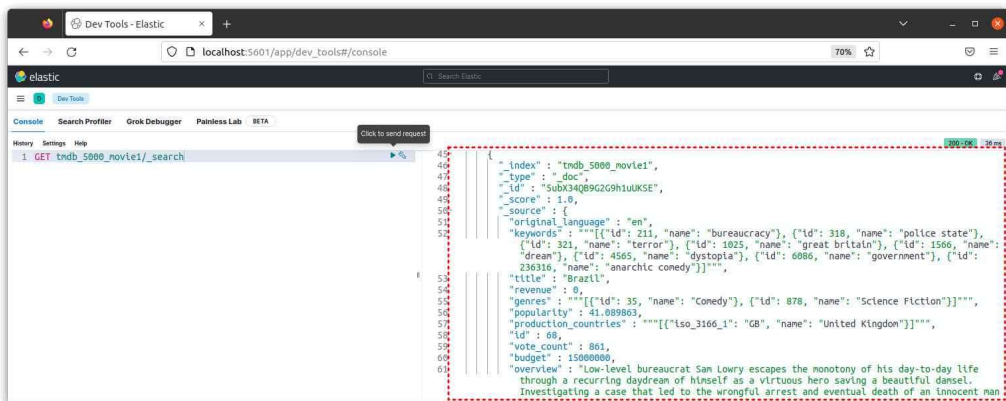 Dev Tools - Elastic
localhost:5601/app/dev_tools#/console
70%
elastic
Search Elastic
D
Dev Tools
Console Search Profiler Grok Debugger Painless Lab BETA
Click to send request
History Settings Help
200 - OK 36 ms
1 GET tmdb_5000_movie1/_search
45 {
46 "_index" : "tmdb_5000_movie1",
47 "_type" : "_doc",
48 "_id" : "SubX34QB9G2G9h1uUKSE",
49 "_score" : 1.0,
50 "_source" : {
51 "original_language" : "en",
52 "keywords" : """[{"id": 211, "name": "bureaucracy"}, {"id": 318, "name": "police state"},
{"id": 321, "name": "terror"}, {"id": 1025, "name": "great britain"}, {"id": 1566, "name":
"dream"}, {"id": 4565, "name": "dystopia"}, {"id": 6086, "name": "government"}, {"id":
236316, "name": "anarchic comedy"}]""",
53 "title" : "Brazil",
54 "revenue" : 0,
55 "genres" : """[{"id": 35, "name": "Comedy"}, {"id": 878, "name": "Science Fiction"}]""",
56 "popularity" : 41.089863,
57 "production_countries" : """[{"iso_3166_1": "GB", "name": "United Kingdom"}]""",
58 "id" : 68,
59 "vote_count" : 861,
60 "budget" : 15000000,
61 "overview" : "Low-level bureaucrat Sam Lowry escapes the monotony of his day-to-day life
through a recurring daydream of himself as a virtuous hero saving a beautiful damsel.
Investigating a case that led to the wrongful arrest and eventual death of an innocent man